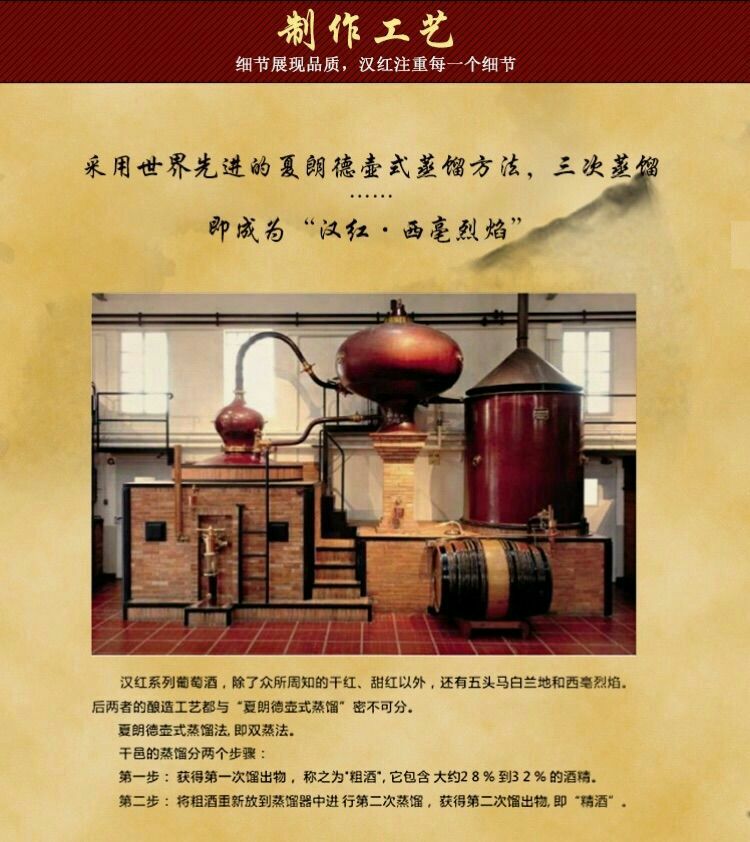 制作工艺
细节展现品质，汉红注重每一个细节
采用世界先进的夏朗德壶式蒸馏方法，三次蒸馏
……
即成为“汉红·西亳烈焰”
汉红系列葡萄酒，除了众所周知的干红、甜红以外，还有五头马白兰地和西亳烈焰。
后两者的酿造工艺都与“夏朗德壶式蒸馏”密不可分。
夏朗德壶式蒸馏法，即双蒸法。
干邑的蒸馏分两个步骤：
第一步：获得第一次馏出物，称之为"粗酒"，它包含 大约2 8 % 到3 2 % 的酒精。
第二步：将粗酒重新放到蒸馏器中进 行第二次蒸馏，获得第二次馏出物，即“精酒”。